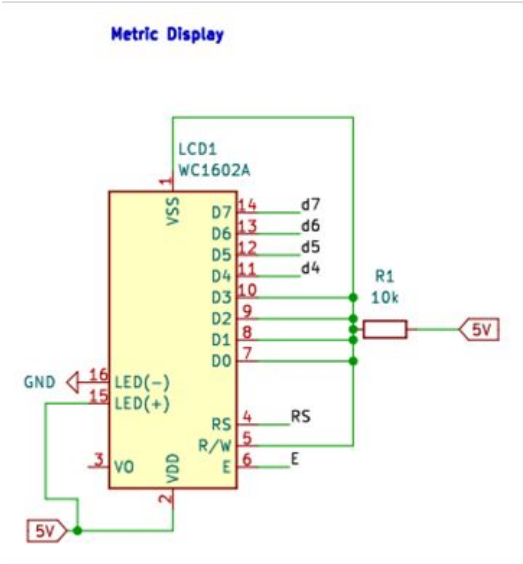 Metric Display
LCD1
WC1602A
1
VSS
D7 14 d7
D6 13 d6
D5 12 d5
D4 11 d4
D3 10
R1
10k
D2 9
5V
D1 8
D0 7
GND 16 LED(-)
15 LED(+)
RS 4 RS
R/W 5
3 VO
E 6 E
VDD
2
5V